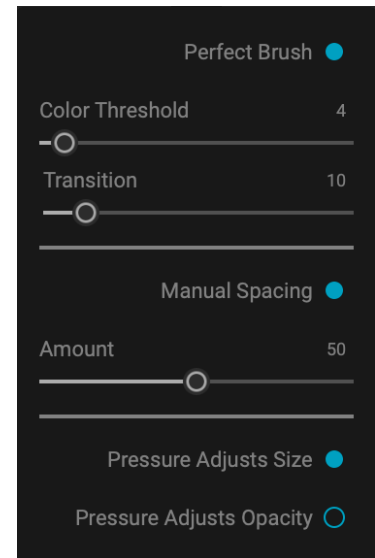 Perfect Brush
Color Threshold 4
Transition 10
Manual Spacing
Amount 50
Pressure Adjusts Size
Pressure Adjusts Opacity